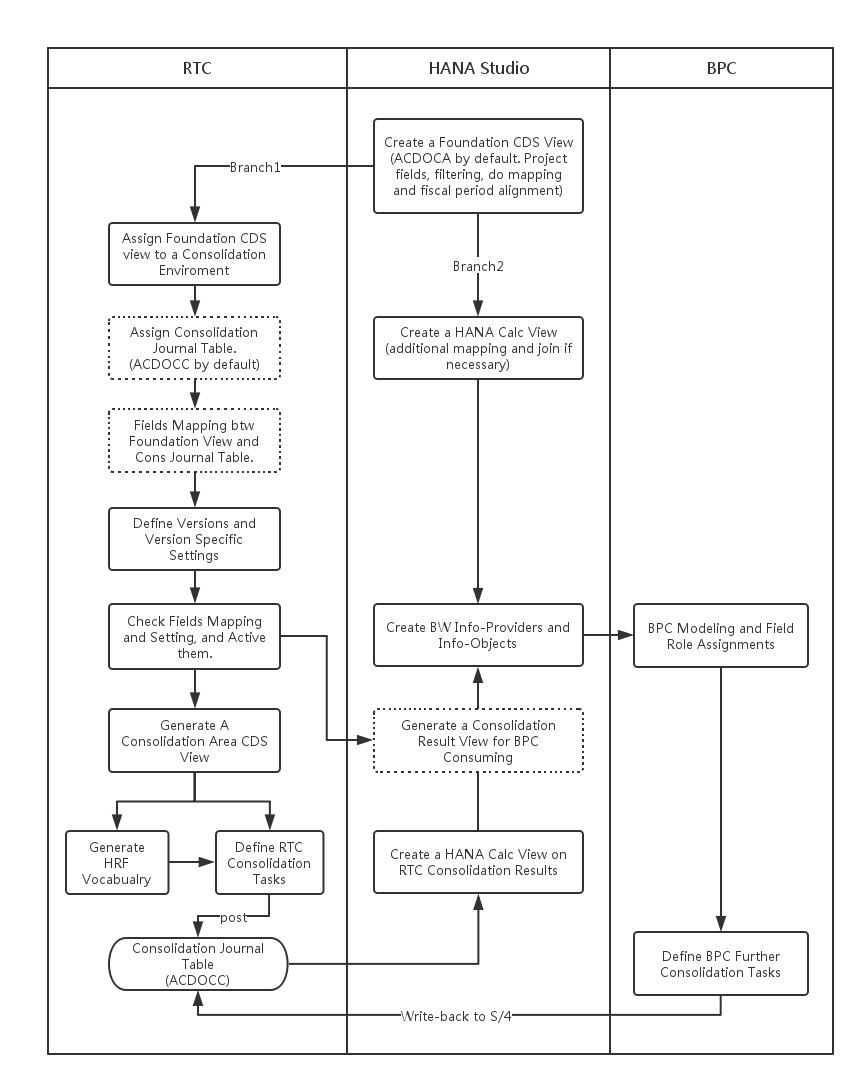 RTC
HANA Studio
BPC
Create a Foundation CDS View
(ACDOCA by default. Project
fields, filtering, do mapping
and fiscal period alignment)
Branch1
Assign Foundation CDS
view to a Consolidation
Enviroment
Branch2
Assign Consolidation
Journal Table.
(ACDOCC by default)
Create a HANA Calc View
(additional mapping and join if
necessary)
Fields Mapping btw
Foundation View and
Cons Journal Table.
Define Versions and
Version Specific
Settings
Check Fields Mapping
and Setting, and Active
them.
Create BW Info-Providers and
Info-Objects
BPC Modeling and Field
Role Assignments
Generate A
Consolidation Area CDS
View
Generate a Consolidation
Result View for BPC
Consuming
Generate
HRF
Vocabualry
Define RTC
Consolidation
Tasks
Create a HANA Calc View on
RTC Consolidation Results
post
Consolidation Journal
Table
(ACDOCC)
Define BPC Further
Consolidation Tasks
Write-back to S/4